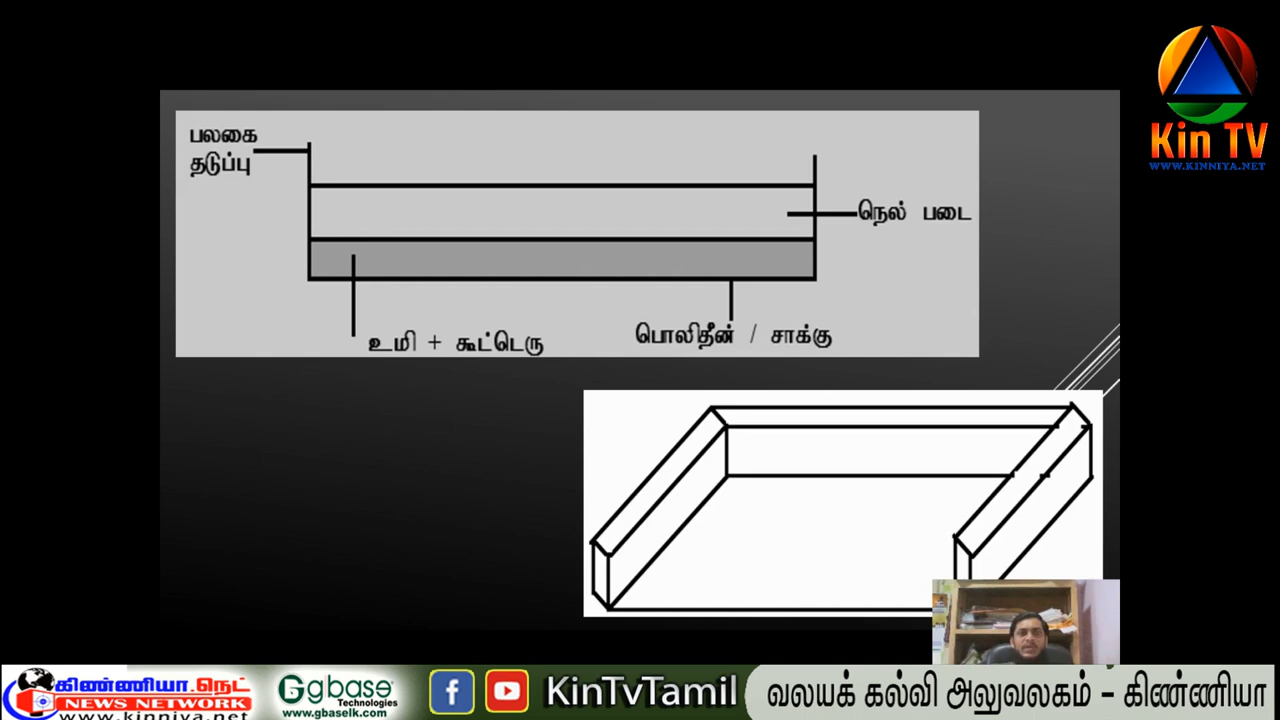 பலகை
தடுப்பு
நெல் படை
உமி + கூட்டெரு
பொலிதீன் / சாக்கு
Kin TV
WWW.KINNIYA.NET
கிண்ணியா.நெட்
NEWS NETWORK
www.kinniya.net
gbase
Technologies
www.gbaselk.com
KinTvTamil
வலயக் கல்வி அலுவலகம் - கிண்ணியா